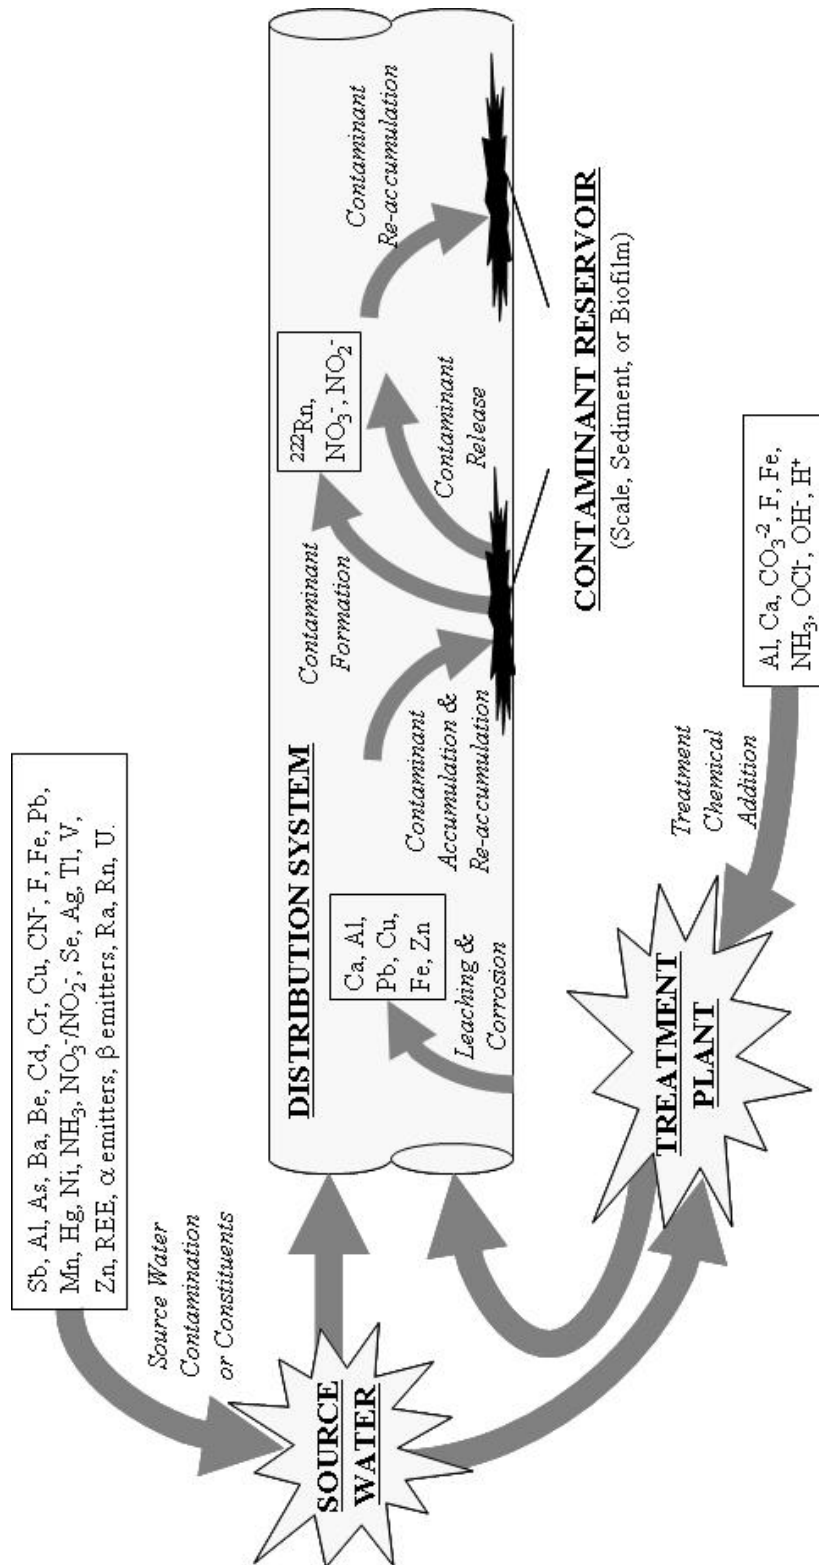 Sb, Al, As, Ba, Be, Cd, Cr, Cu, CN⁻, F, Fe, Pb,
Mn, Hg, Ni, NH₃, NO₃⁻/NO₂⁻, Se, Ag, Tl, V,
Zn, REE, α emitters, β emitters, Ra, Rn, U.
Source Water
Contamination
or Constituents
SOURCE
WATER
DISTRIBUTION SYSTEM
Ca, Al,
Pb, Cu,
Fe, Zn
Leaching &
Corrosion
Contaminant
Accumulation &
Re-accumulation
Contaminant
Formation
²²²Rn,
NO₃⁻, NO₂⁻
Contaminant
Release
Contaminant
Re-accumulation
CONTAMINANT RESERVOIR
(Scale, Sediment, or Biofilm)
TREATMENT
PLANT
Treatment
Chemical
Addition
Al, Ca, CO₃⁻², F, Fe,
NH₃, OCl⁻, OH⁻, H⁺